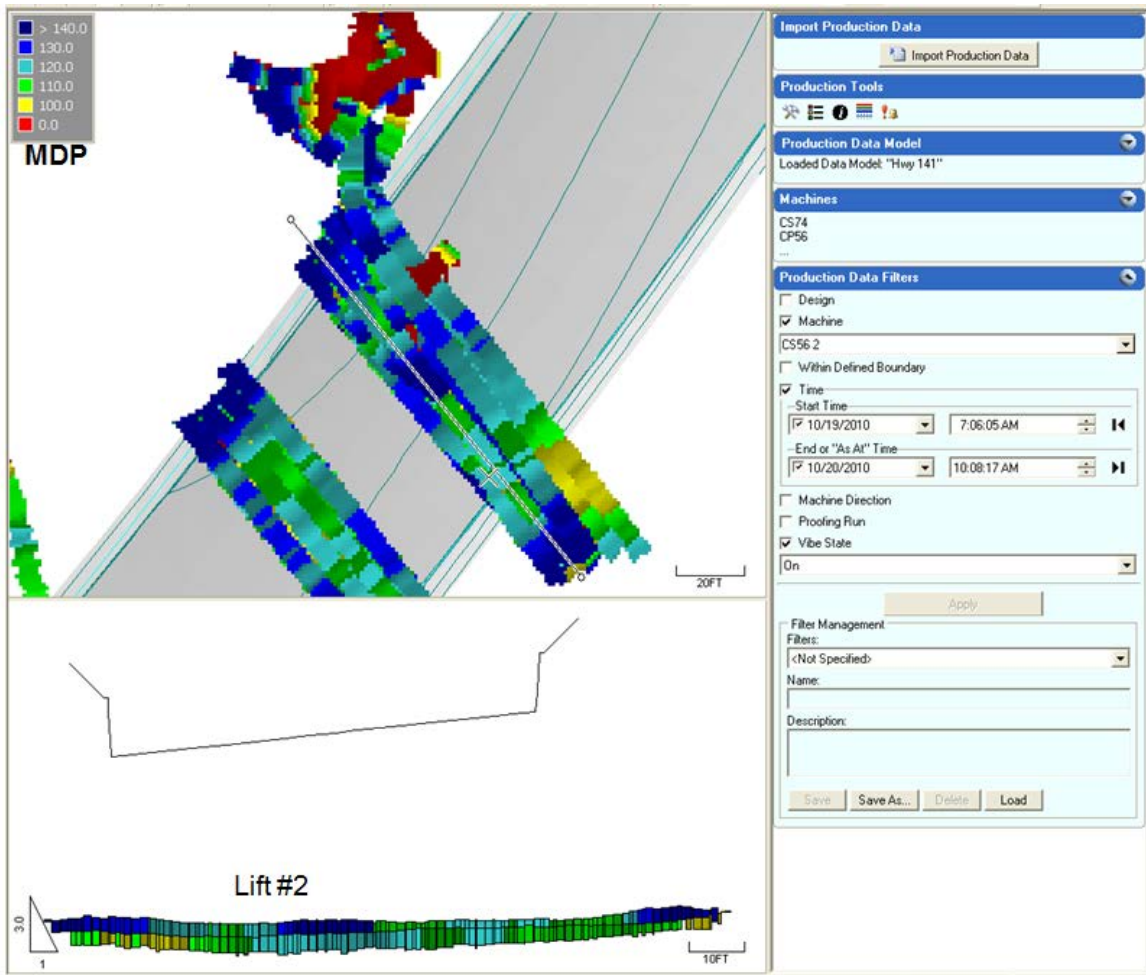 > 140.0
130.0
120.0
110.0
100.0
0.0
MDP
20FT
Lift #2
3.0
1
10FT
Import Production Data
Import Production Data
Production Tools
Production Data Model
Loaded Data Model: "Hwy 141"
Machines
CS74
CP56
...
Production Data Filters
Design
Machine
CS56 2
Within Defined Boundary
Time
Start Time
10/19/2010 7:06:05 AM
End or "As At" Time
10/20/2010 10:08:17 AM
Machine Direction
Proofing Run
Vibe State
On
Apply
Filter Management
Filters:
<Not Specified>
Name:
Description:
Save Save As... Delete Load